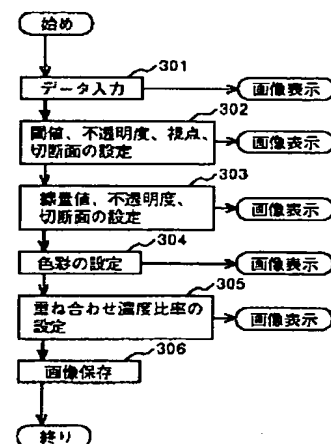 始め
301
データ入力
画像表示
302
閾値、不透明度、視点、
切断面の設定
画像表示
303
線量値、不透明度、
切断面の設定
画像表示
304
色彩の設定
画像表示
305
重ね合わせ濃度比率の
設定
画像表示
306
画像保存
終り